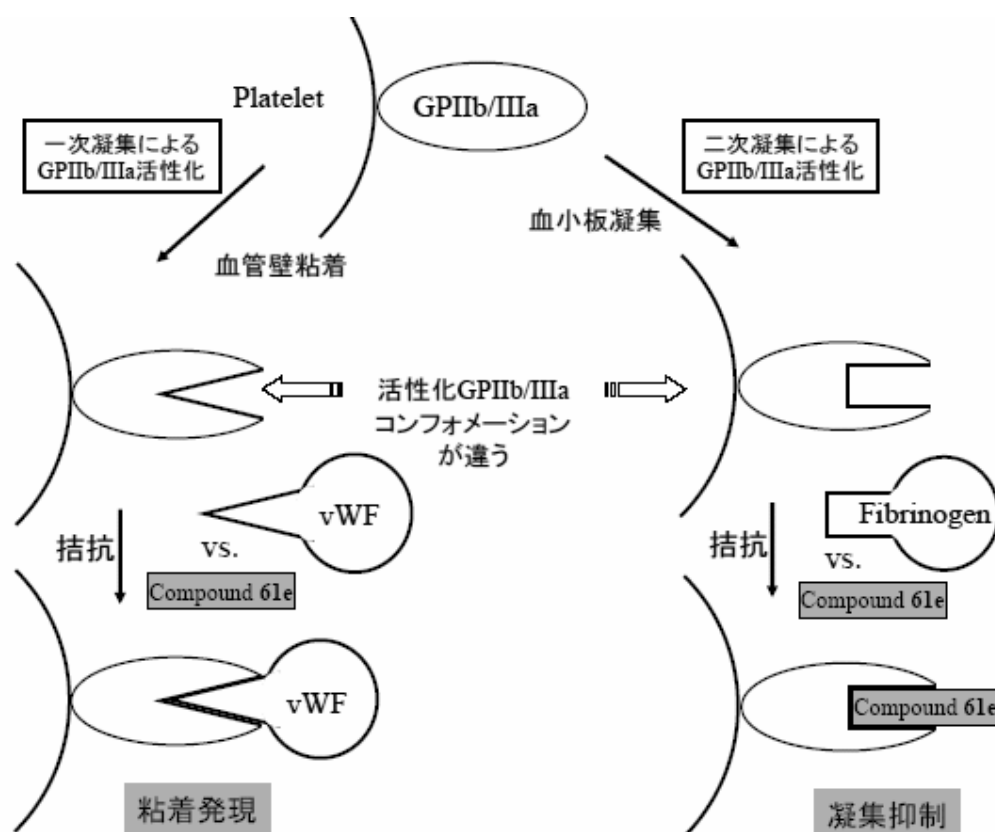 Platelet
GPIIb/IIIa
一次凝集による
GPIIb/IIIa活性化
二次凝集による
GPIIb/IIIa活性化
血管壁粘着
血小板凝集
活性化GPIIb/IIIa
コンフォメーション
が違う
拮抗
vWF
vs.
Compound 61e
拮抗
Fibrinogen
vs.
Compound 61e
vWF
Compound 61e
粘着発現
凝集抑制